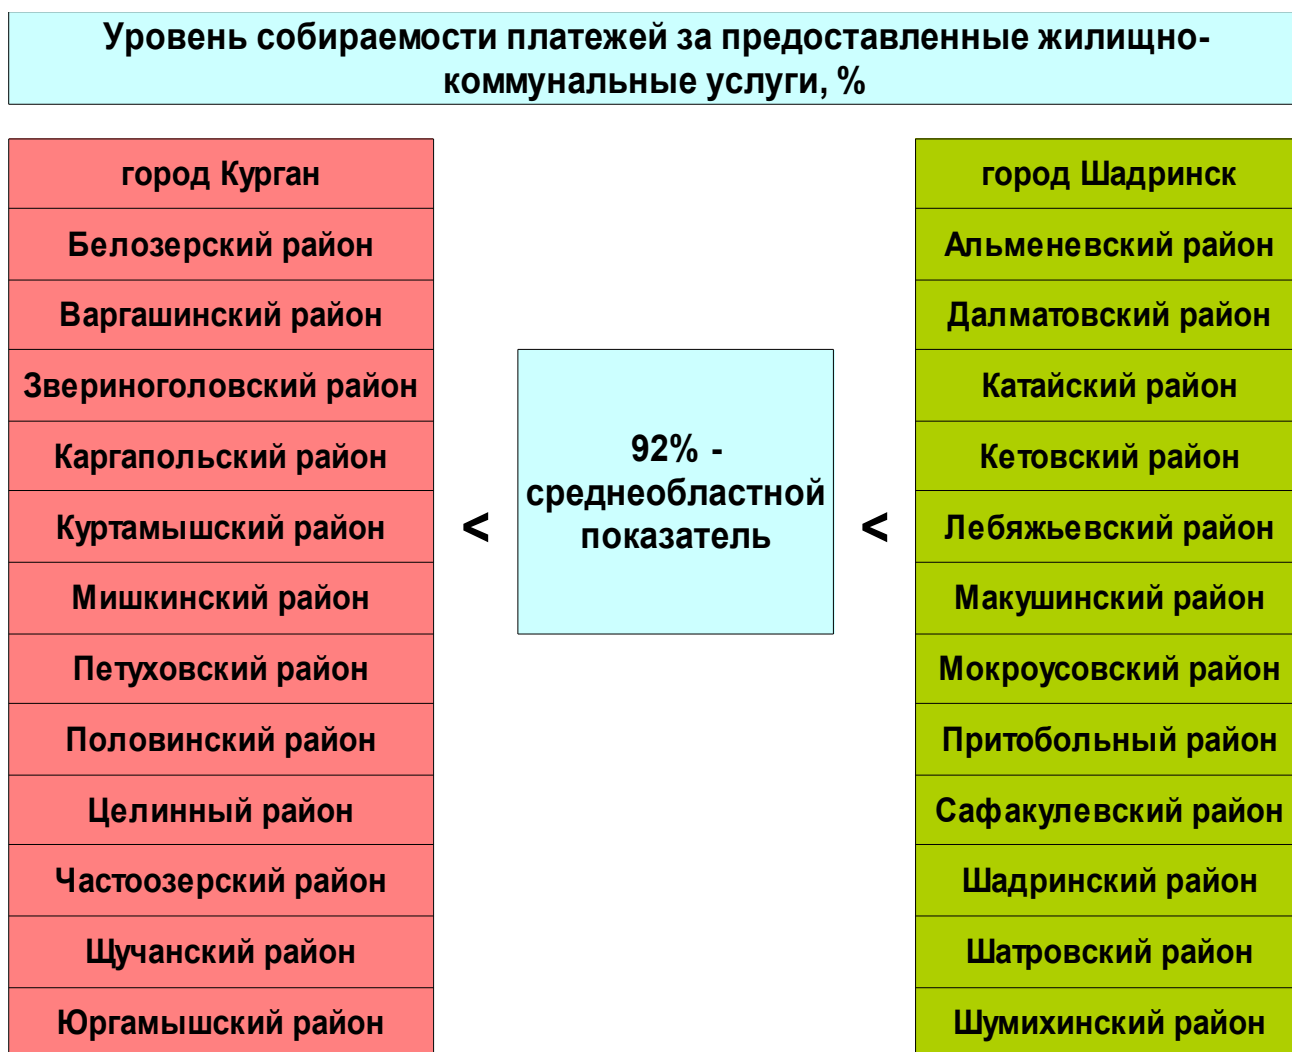 Уровень собираемости платежей за предоставленные жилищно-
коммунальные услуги, %
город Курган
Белозерский район
Варгашинский район
Звериноголовский район
Каргапольский район
Куртамышский район
Мишкинский район
Петуховский район
Половинский район
Целинный район
Частоозерский район
Щучанский район
Юргамышский район
<
92% -
среднеобластной
показатель
<
город Шадринск
Альменевский район
Далматовский район
Катайский район
Кетовский район
Лебяжьевский район
Макушинский район
Мокроусовский район
Притобольный район
Сафакулевский район
Шадринский район
Шатровский район
Шумихинский район